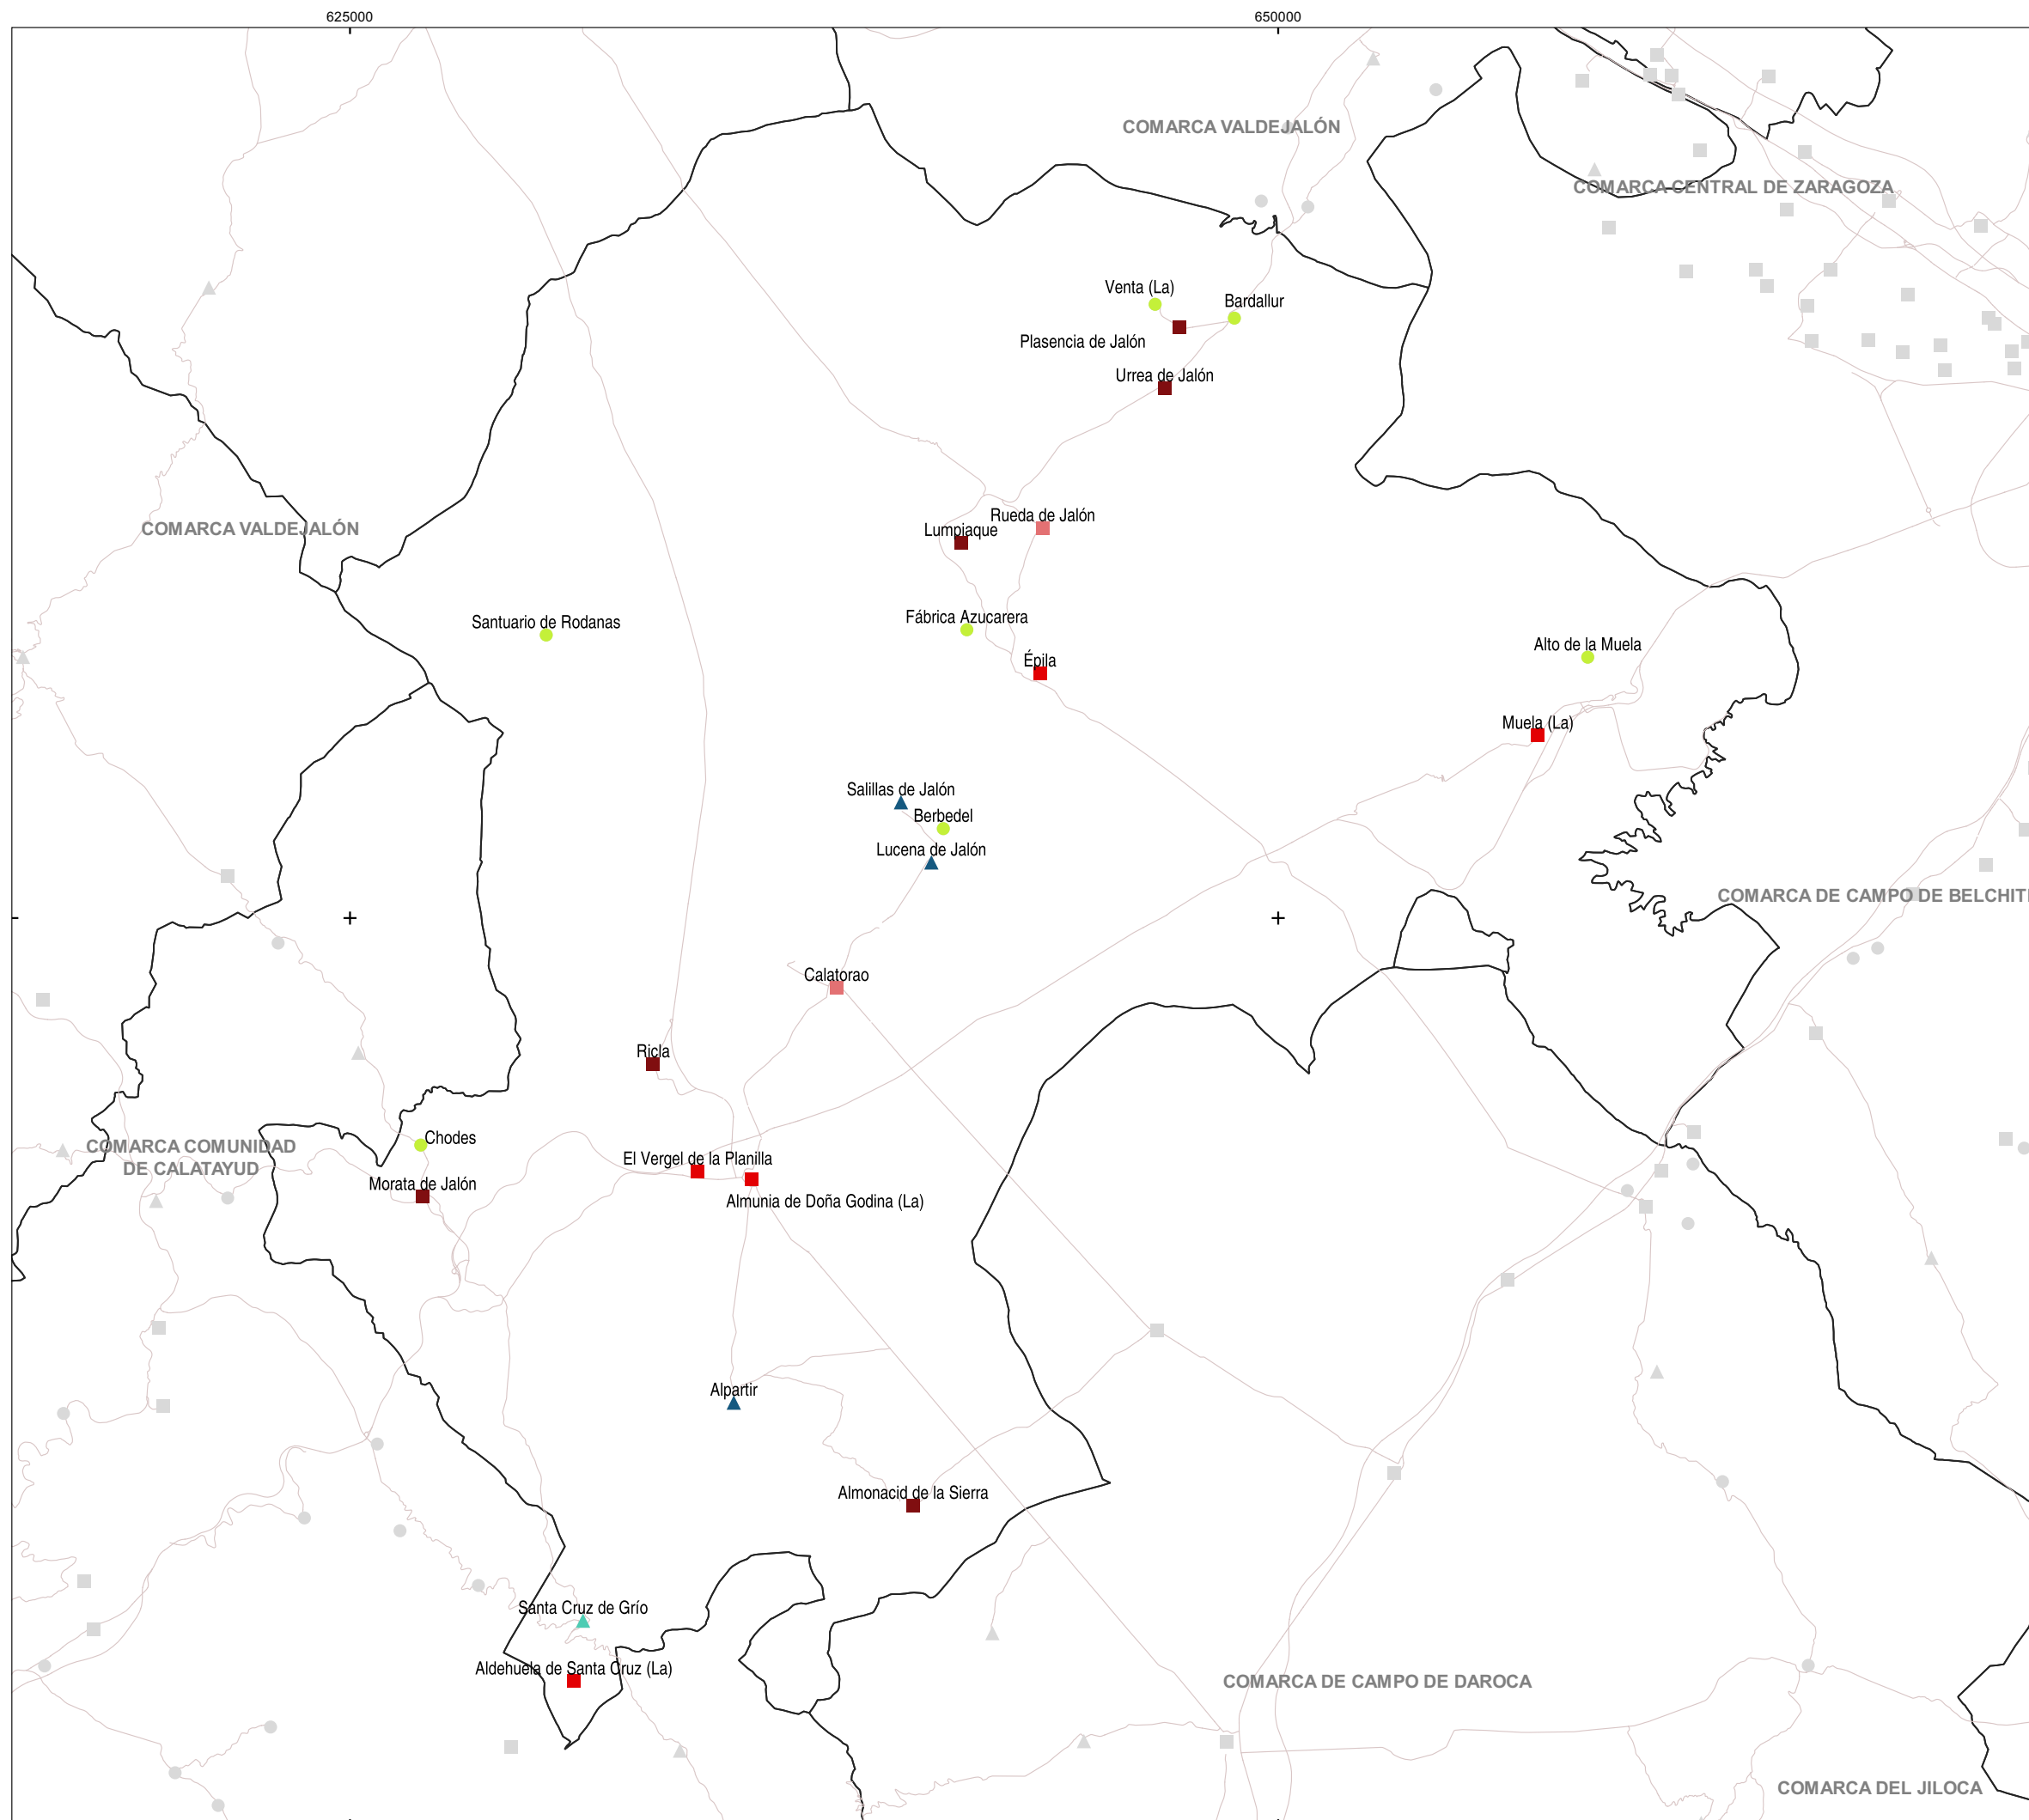 625000
650000
COMARCA VALDEJALÓN
COMARCA CENTRAL DE ZARAGOZA
Venta (La)
Bardallur
Plasencia de Jalón
Urrea de Jalón
Rueda de Jalón
Lumpiaque
COMARCA VALDEJALÓN
Fábrica Azucarera
Santuario de Rodanas
Alto de la Muela
Épila
Muela (La)
Salillas de Jalón
Berbedel
Lucena de Jalón
COMARCA DE CAMPO DE BELCHITE
Calatorao
Ricla
Chodes
COMARCA COMUNIDAD
DE CALATAYUD
El Vergel de la Planilla
Morata de Jalón
Almunia de Doña Godina (La)
Alpartir
Almonacid de la Sierra
Santa Cruz de Grío
Aldehuela de Santa Cruz (La)
COMARCA DE CAMPO DE DAROCA
COMARCA DEL JILOCA